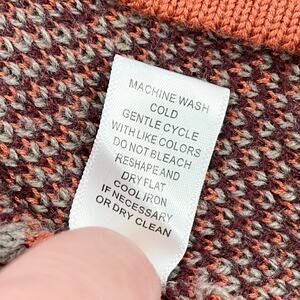 MACHINE WASH
COLD
GENTLE CYCLE
WITH LIKE COLORS
DO NOT BLEACH
RESHAPE AND
DRY FLAT
COOL IRON
IF NECESSARY
OR DRY CLEAN